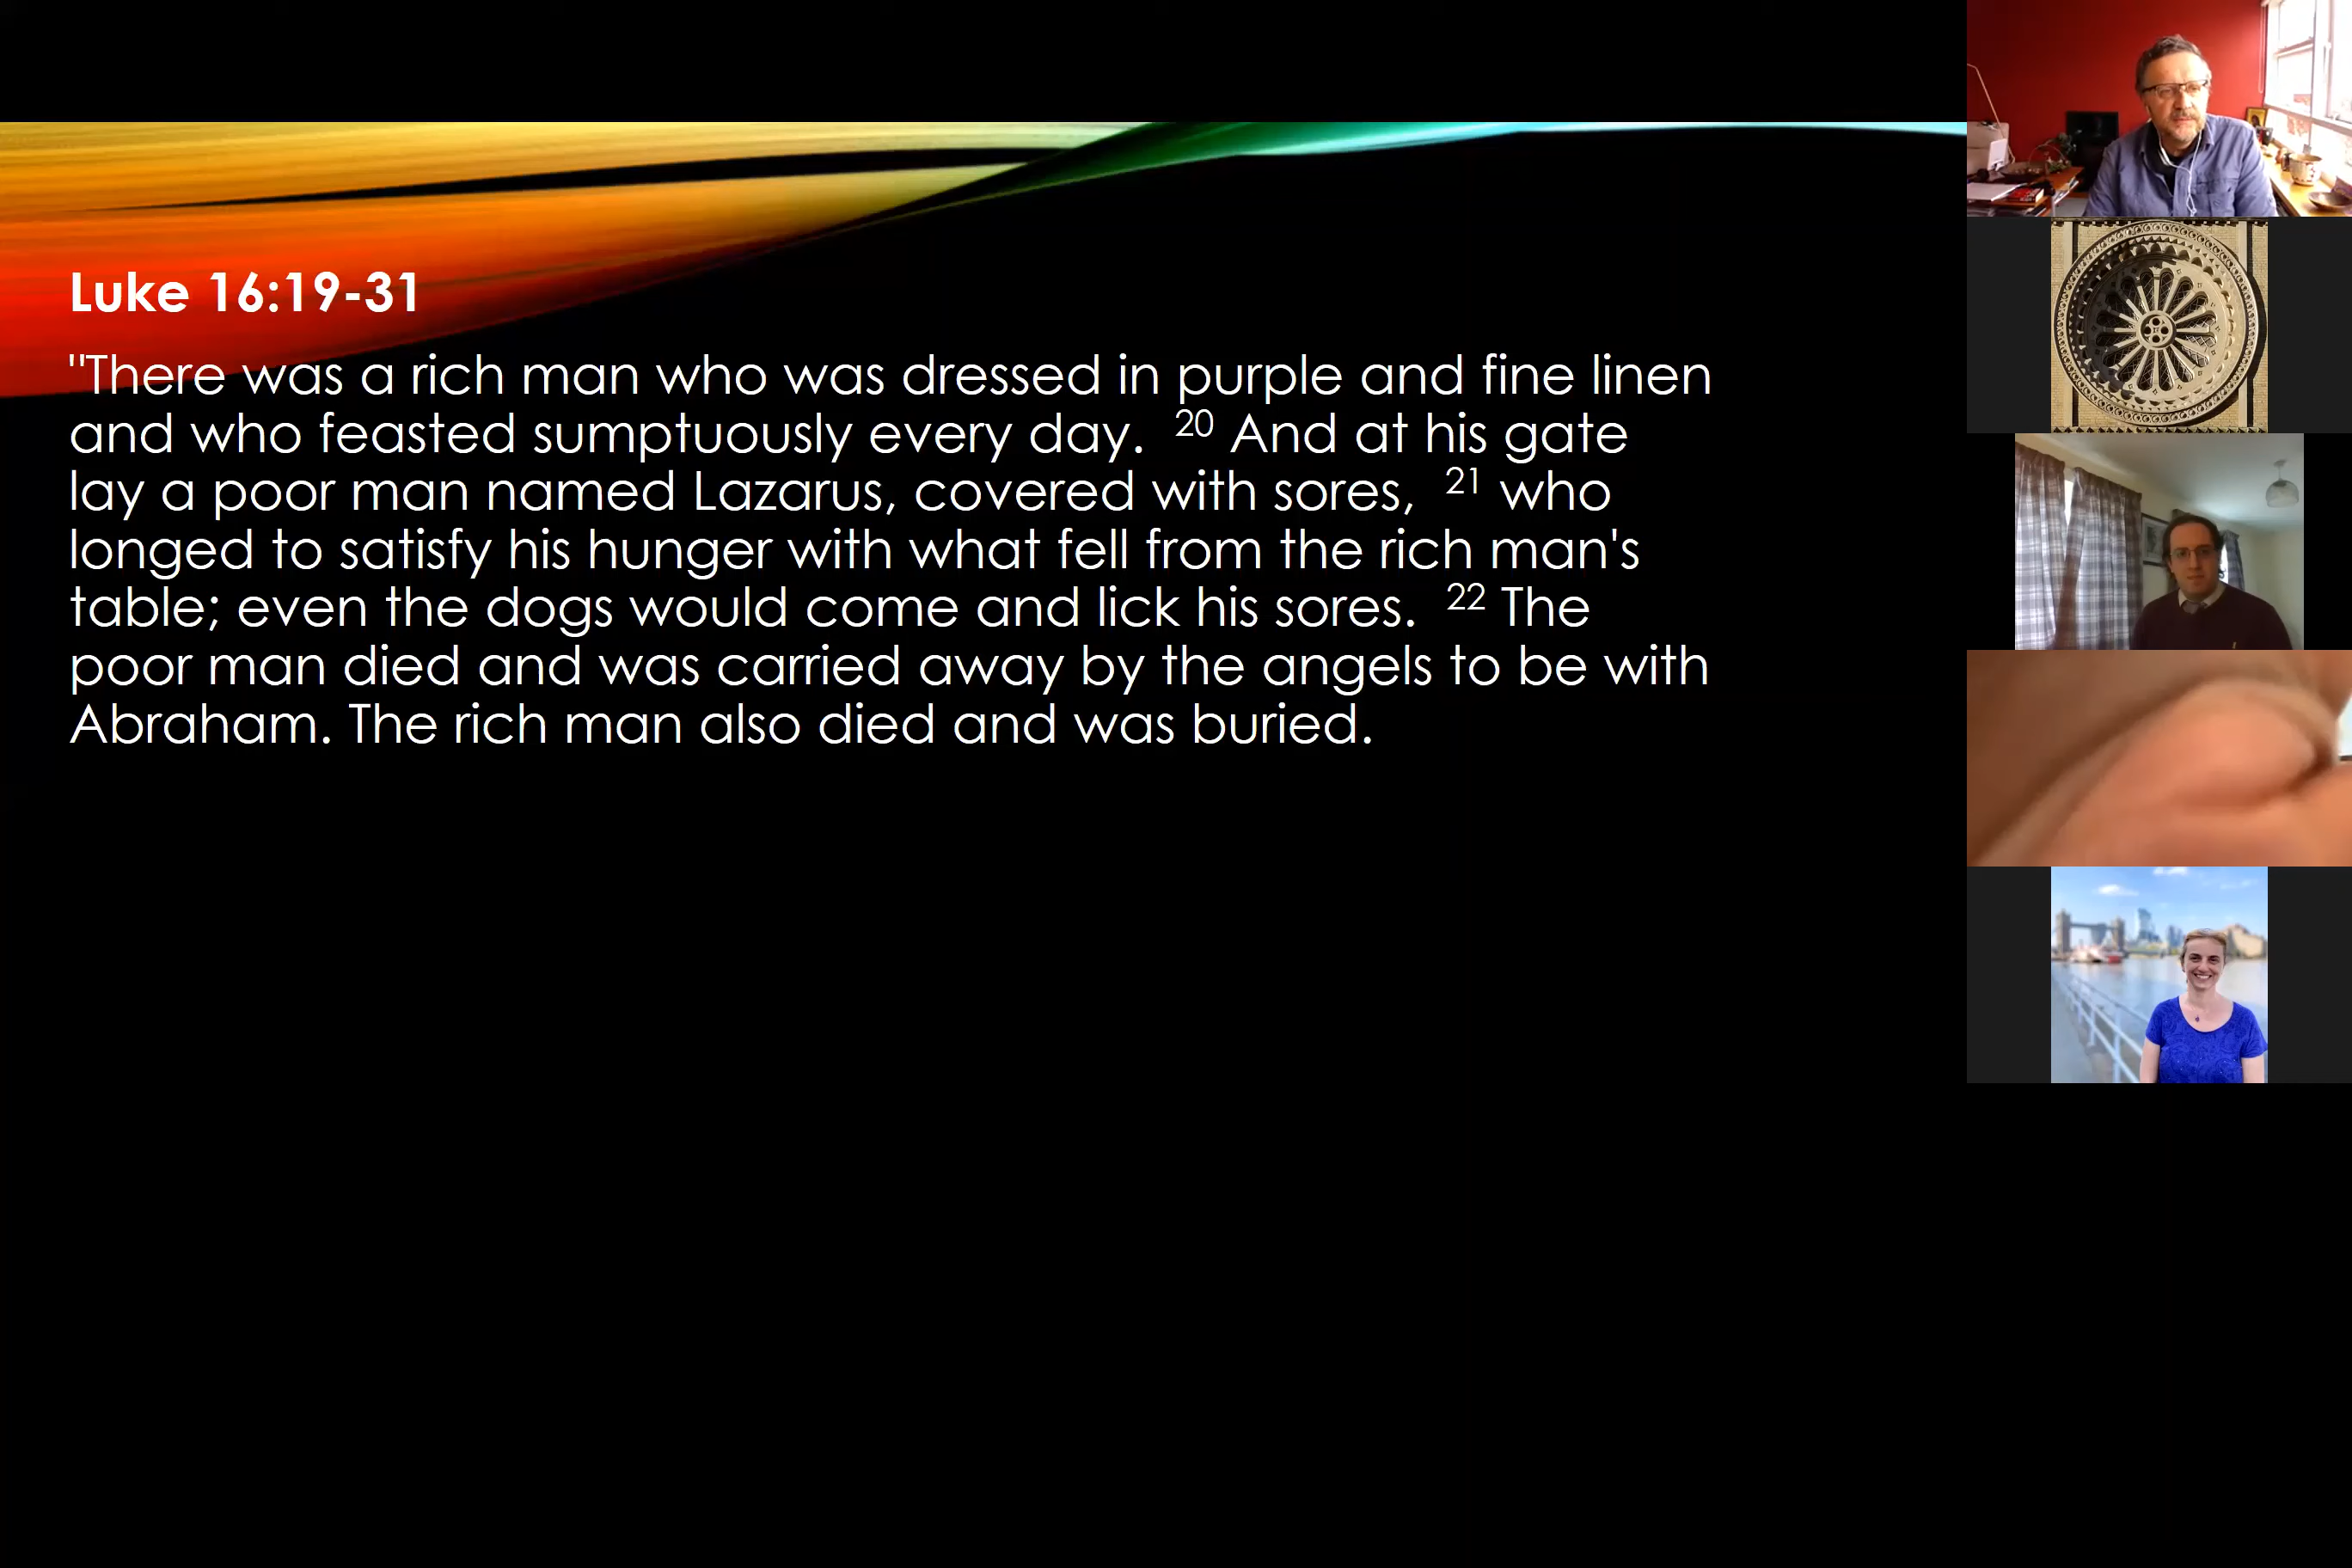 Luke 16:19-31
"There was a rich man who was dressed in purple and fine linen
and who feasted sumptuously every day. 20 And at his gate
lay a poor man named Lazarus, covered with sores, 21 who
longed to satisfy his hunger with what fell from the rich man's
table; even the dogs would come and lick his sores. 22 The
poor man died and was carried away by the angels to be with
Abraham. The rich man also died and was buried.